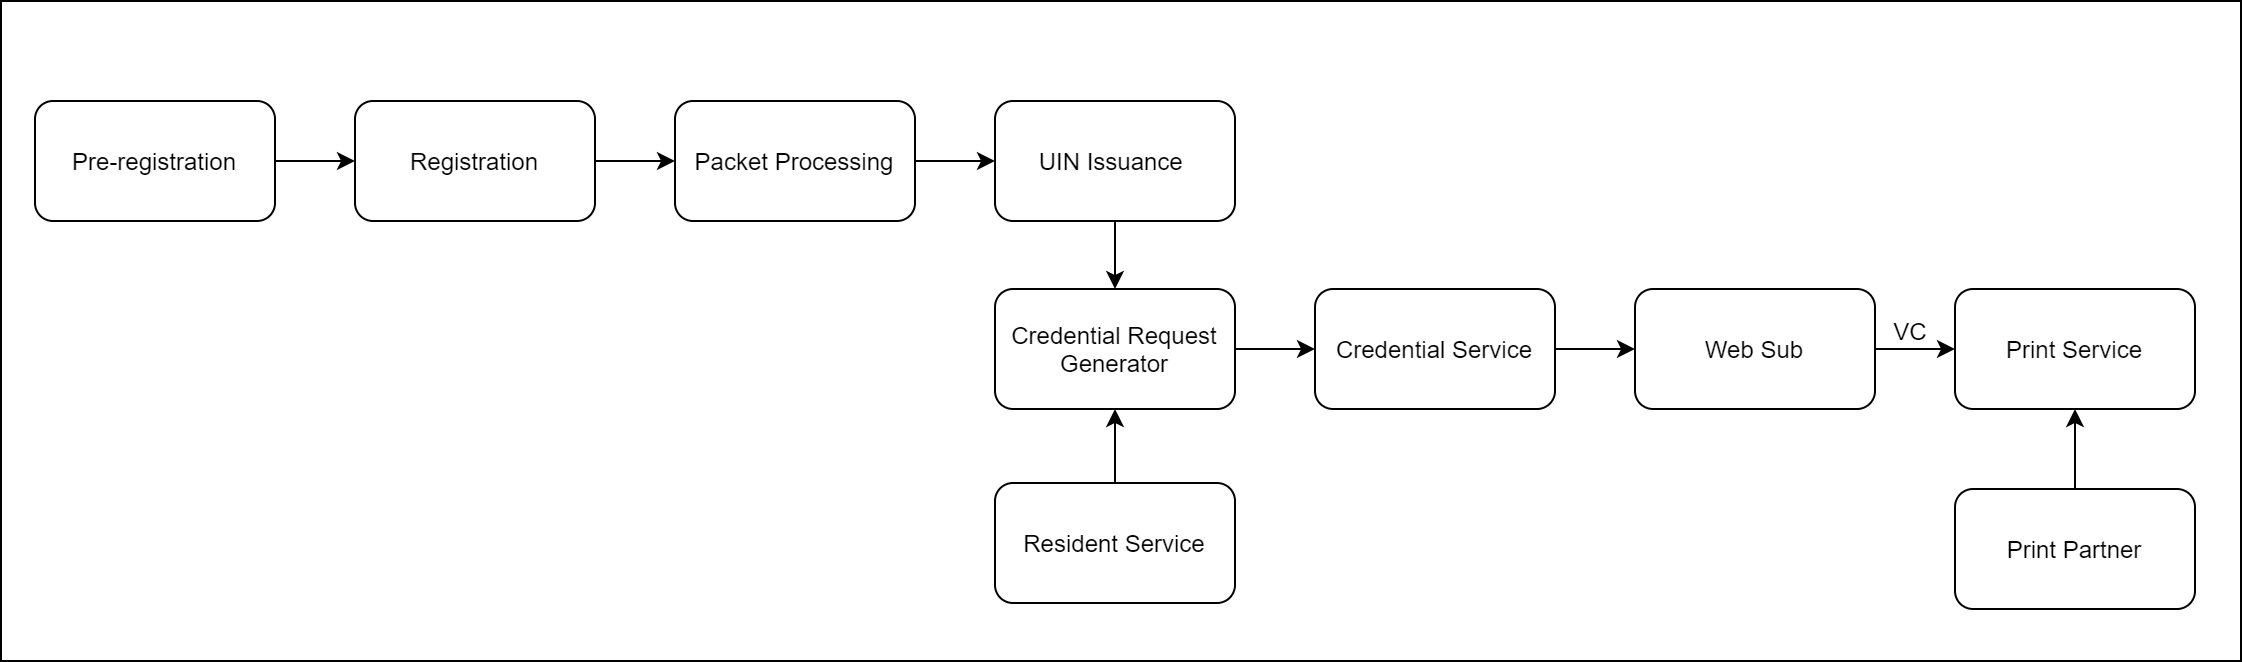 Pre-registration
Registration
Packet Processing
UIN Issuance
Credential Request
Generator
Credential Service
Web Sub
VC
Print Service
Resident Service
Print Partner